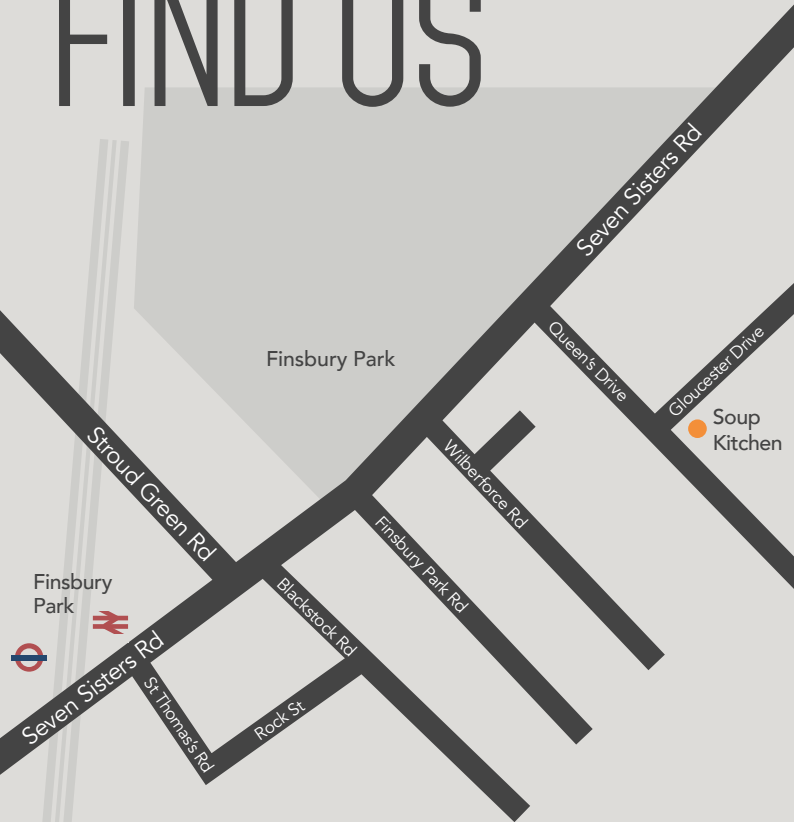 FIND US
Seven Sisters Rd
Finsbury Park
Queen's Drive
Gloucester Drive
Soup
Kitchen
Stroud Green Rd
Wilberforce Rd
Finsbury Park Rd
Finsbury
Park
Blackstock Rd
Seven Sisters Rd
St Thomas's Rd
Rock St